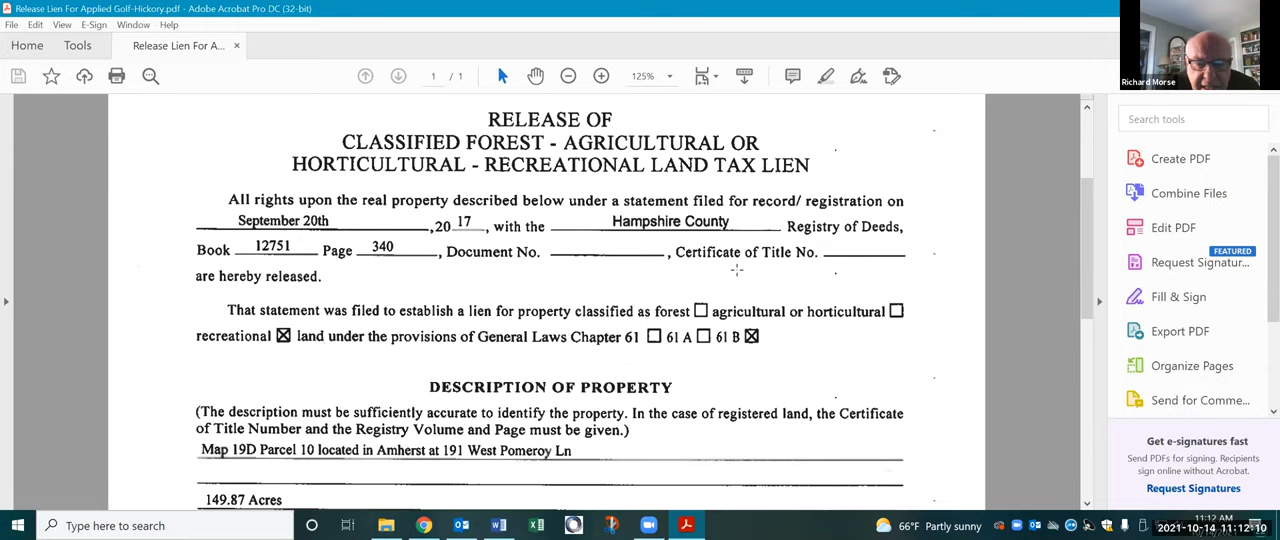 Release Lien For Applied Golf-Hickory.pdf - Adobe Acrobat Pro DC (32-bit)
File Edit View E-Sign Window Help
Home Tools Release Lien For A... ×
1 / 1 125%
Richard Morse
RELEASE OF
CLASSIFIED FOREST - AGRICULTURAL OR
HORTICULTURAL - RECREATIONAL LAND TAX LIEN
All rights upon the real property described below under a statement filed for record/ registration on
September 20th ,20 17 , with the Hampshire County Registry of Deeds,
Book 12751 Page 340 , Document No. , Certificate of Title No.
are hereby released.
That statement was filed to establish a lien for property classified as forest agricultural or horticultural
recreational land under the provisions of General Laws Chapter 61 61 A 61 B
DESCRIPTION OF PROPERTY
(The description must be sufficiently accurate to identify the property. In the case of registered land, the Certificate
of Title Number and the Registry Volume and Page must be given.)
Map 19D Parcel 10 located in Amherst at 191 West Pomeroy Ln
149.87 Acres
Search tools
Create PDF
Combine Files
Edit PDF
FEATURED
Request Signatur...
Fill & Sign
Export PDF
Organize Pages
Send for Comme...
Get e-signatures fast
Send PDFs for signing. Recipients
sign online without Acrobat.
Request Signatures
Type here to search
66°F Partly sunny
11:12 AM
2021-10-14 11:12:10